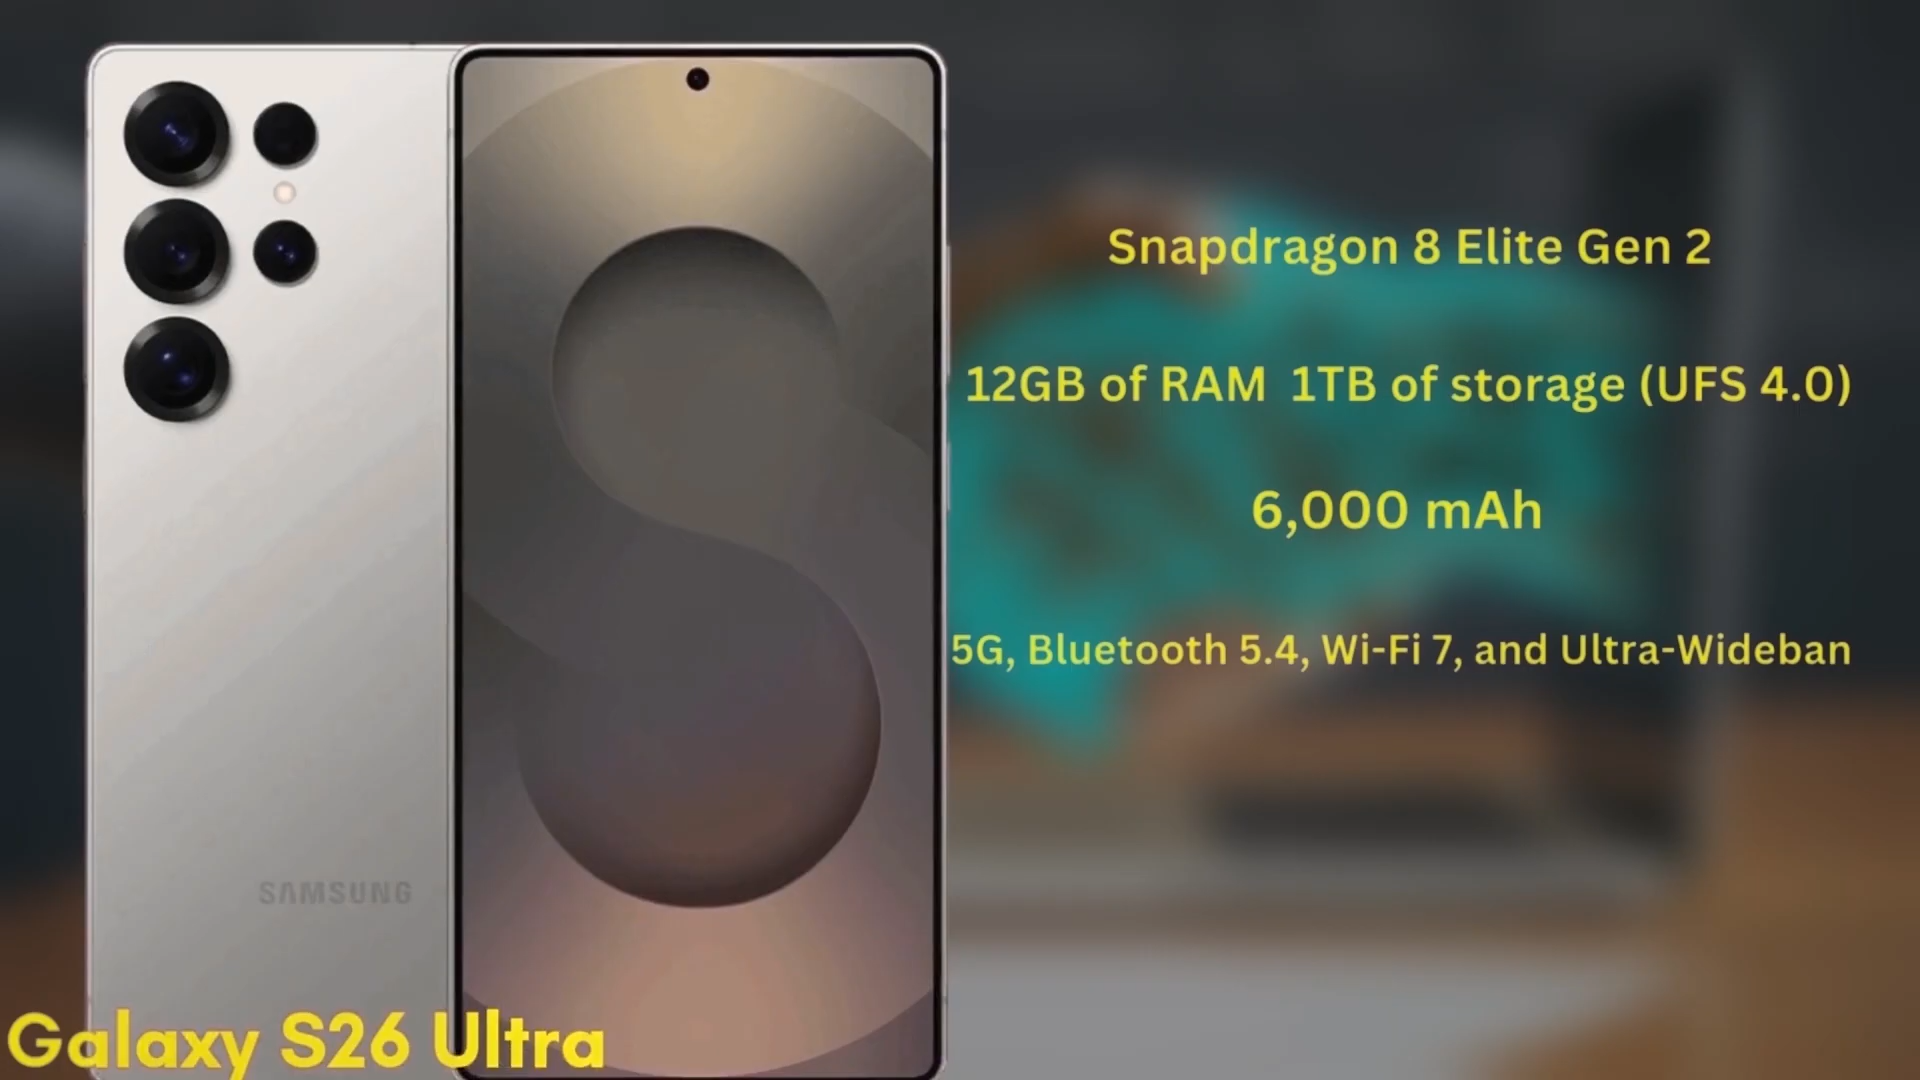 Snapdragon 8 Elite Gen 2
12GB of RAM 1TB of storage (UFS 4.0)
6,000 mAh
5G, Bluetooth 5.4, Wi-Fi 7, and Ultra-Wideban
SAMSUNG
Galaxy S26 Ultra